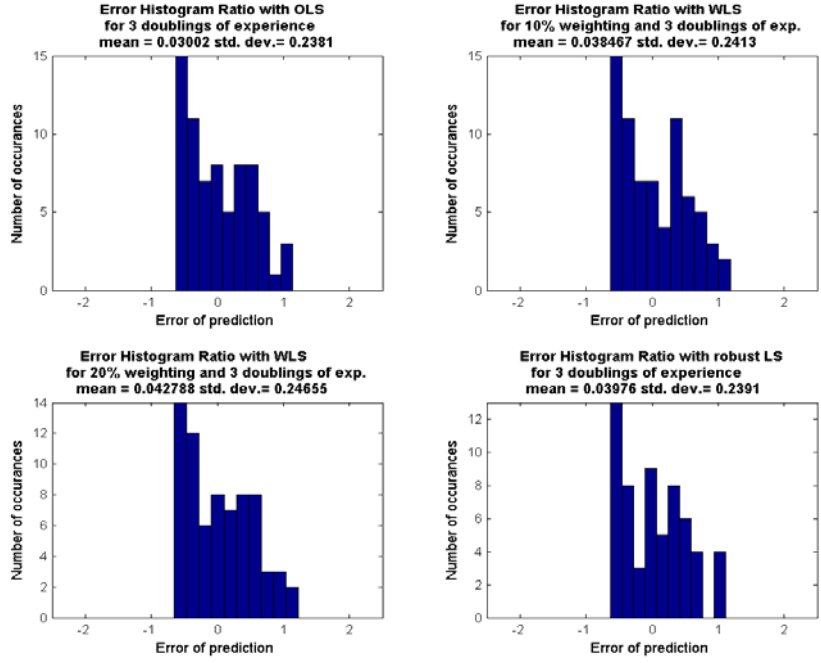 Error Histogram Ratio with OLS
for 3 doublings of experience
mean = 0.03002 std. dev.= 0.2381
15
10
5
0
Number of occurances
-2 -1 0 1 2
Error of prediction
Error Histogram Ratio with WLS
for 10% weighting and 3 doublings of exp.
mean = 0.038467 std. dev.= 0.2413
15
10
5
0
Number of occurances
-2 -1 0 1 2
Error of prediction
Error Histogram Ratio with WLS
for 20% weighting and 3 doublings of exp.
mean = 0.042788 std. dev.= 0.24655
14
12
10
8
6
4
2
0
Number of occurances
-2 -1 0 1 2
Error of prediction
Error Histogram Ratio with robust LS
for 3 doublings of experience
mean = 0.03976 std. dev.= 0.2391
12
10
8
6
4
2
0
Number of occurances
-2 -1 0 1 2
Error of prediction